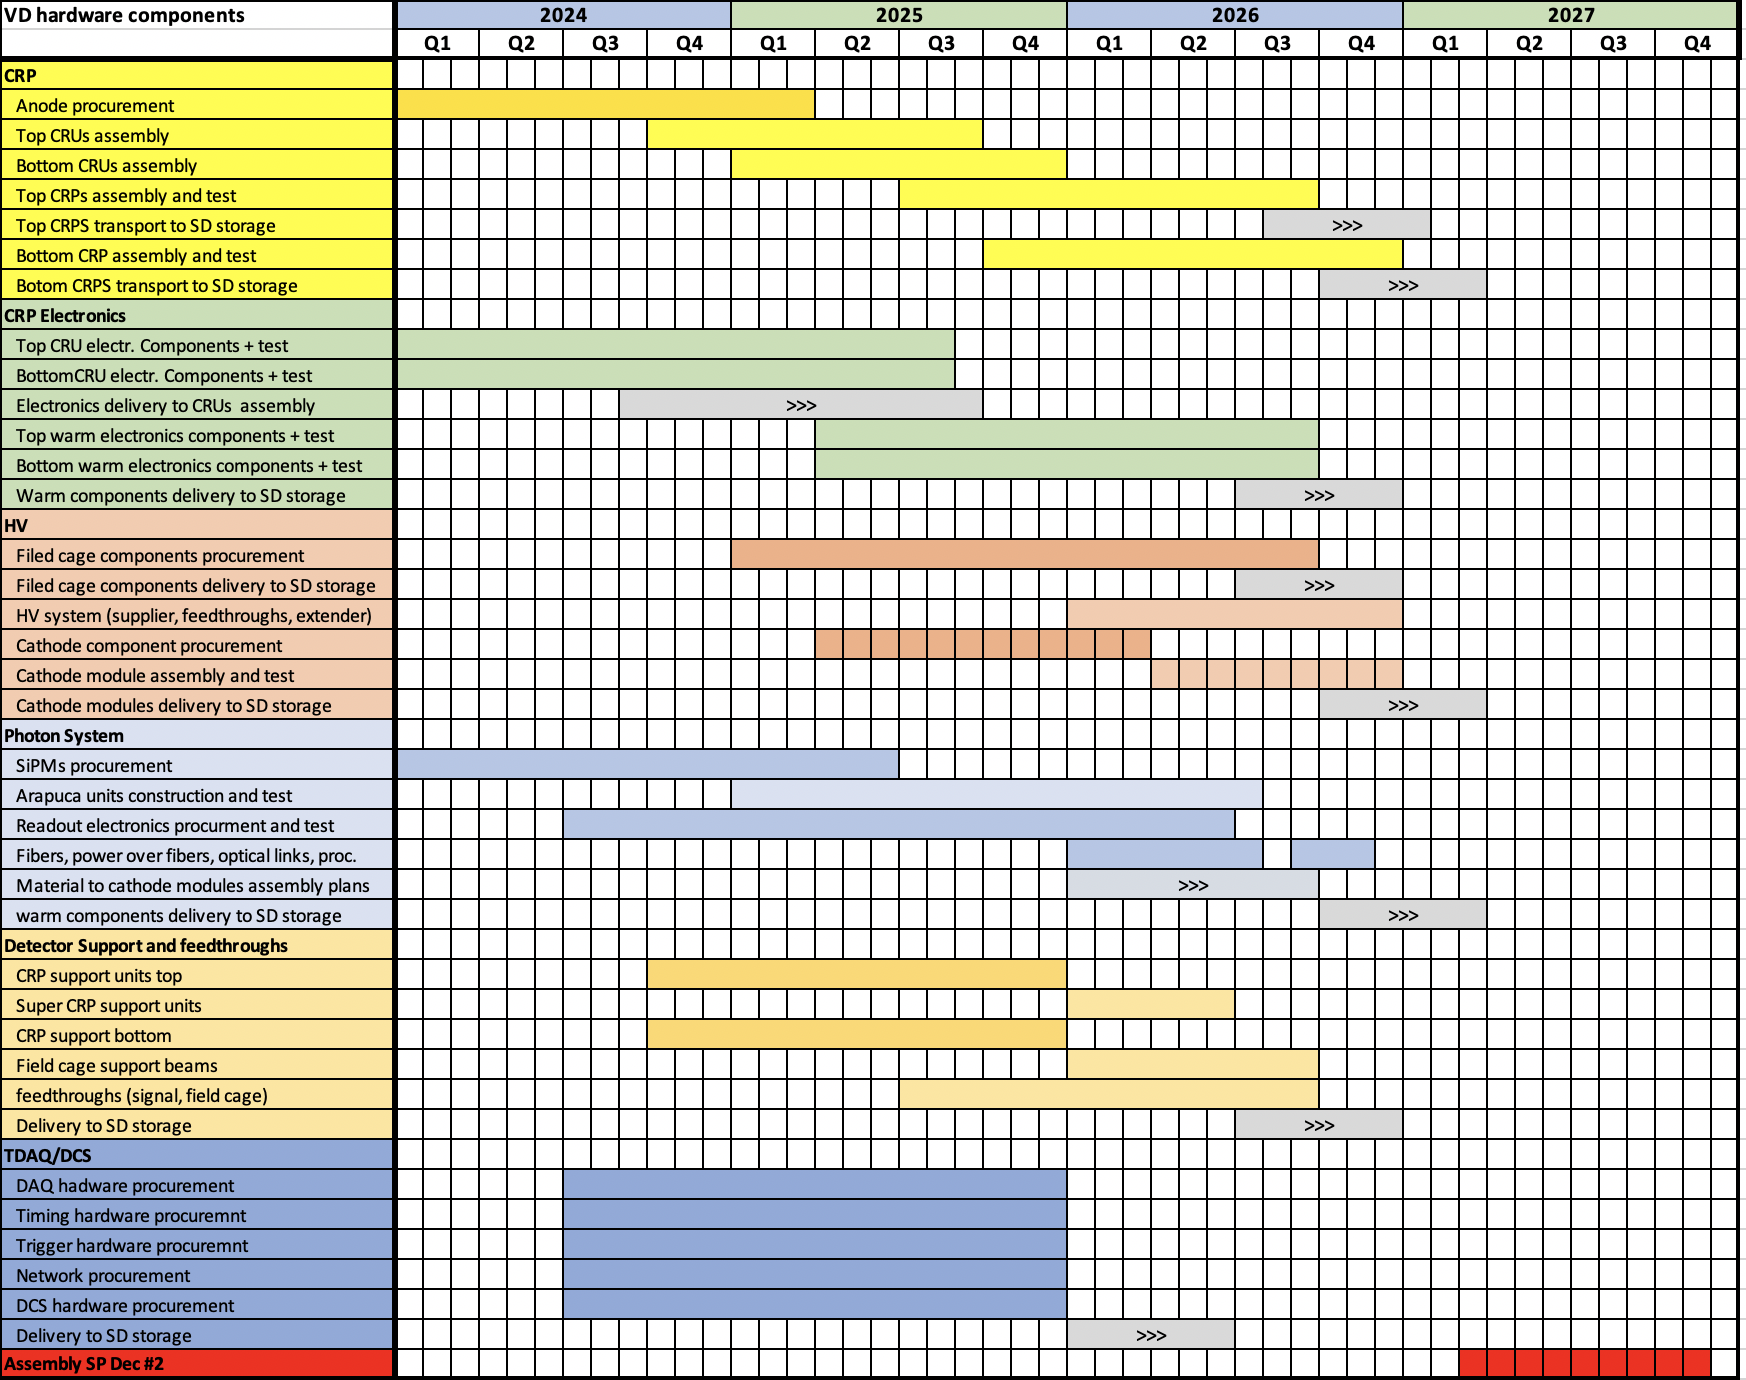 VD hardware components 2024 2025 2026 2027
Q1 Q2 Q3 Q4 Q1 Q2 Q3 Q4 Q1 Q2 Q3 Q4 Q1 Q2 Q3 Q4
CRP
Anode procurement
Top CRUs assembly
Bottom CRUs assembly
Top CRPs assembly and test
Top CRPS transport to SD storage >>>
Bottom CRP assembly and test
Botom CRPS transport to SD storage >>>
CRP Electronics
Top CRU electr. Components + test
BottomCRU electr. Components + test
Electronics delivery to CRUs assembly >>>
Top warm electronics components + test
Bottom warm electronics components + test
Warm components delivery to SD storage >>>
HV
Filed cage components procurement
Filed cage components delivery to SD storage >>>
HV system (supplier, feedthroughs, extender)
Cathode component procurement
Cathode module assembly and test
Cathode modules delivery to SD storage >>>
Photon System
SiPMs procurement
Arapuca units construction and test
Readout electronics procurment and test
Fibers, power over fibers, optical links, proc.
Material to cathode modules assembly plans >>>
warm components delivery to SD storage >>>
Detector Support and feedthroughs
CRP support units top
Super CRP support units
CRP support bottom
Field cage support beams
feedthroughs (signal, field cage)
Delivery to SD storage >>>
TDAQ/DCS
DAQ hadware procurement
Timing hardware procuremnt
Trigger hardware procuremnt
Network procurement
DCS hardware procurement
Delivery to SD storage >>>
Assembly SP Dec #2